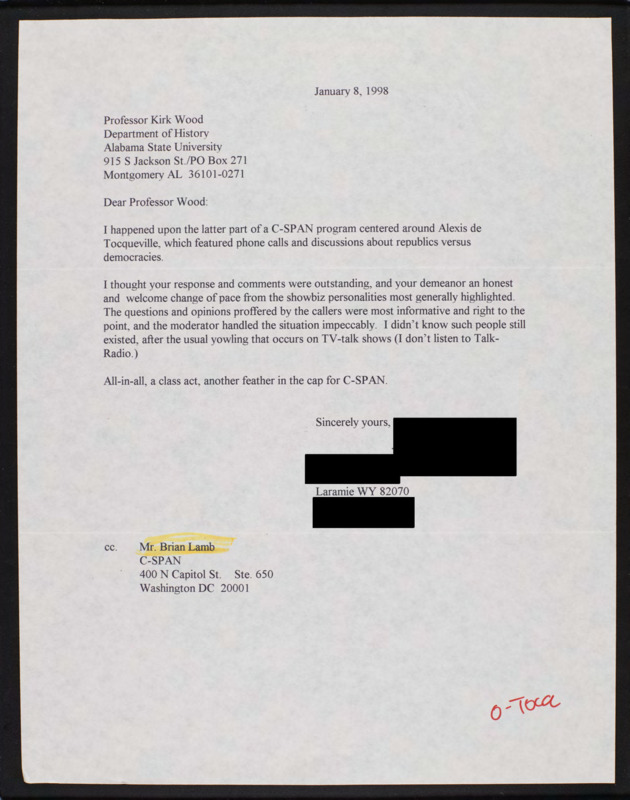 January 8, 1998
Professor Kirk Wood
Department of History
Alabama State University
915 S Jackson St./PO Box 271
Montgomery AL 36101-0271
Dear Professor Wood:
I happened upon the latter part of a C-SPAN program centered around Alexis de
Tocqueville, which featured phone calls and discussions about republics versus
democracies.
I thought your response and comments were outstanding, and your demeanor an honest
and welcome change of pace from the showbiz personalities most generally highlighted.
The questions and opinions proffered by the callers were most informative and right to the
point, and the moderator handled the situation impeccably. I didn't know such people still
existed, after the usual yowling that occurs on TV-talk shows (I don't listen to Talk-
Radio.)
All-in-all, a class act, another feather in the cap for C-SPAN.
Sincerely yours,
Laramie WY 82070
cc. Mr. Brian Lamb
C-SPAN
400 N Capitol St. Ste. 650
Washington DC 20001
O-Toca